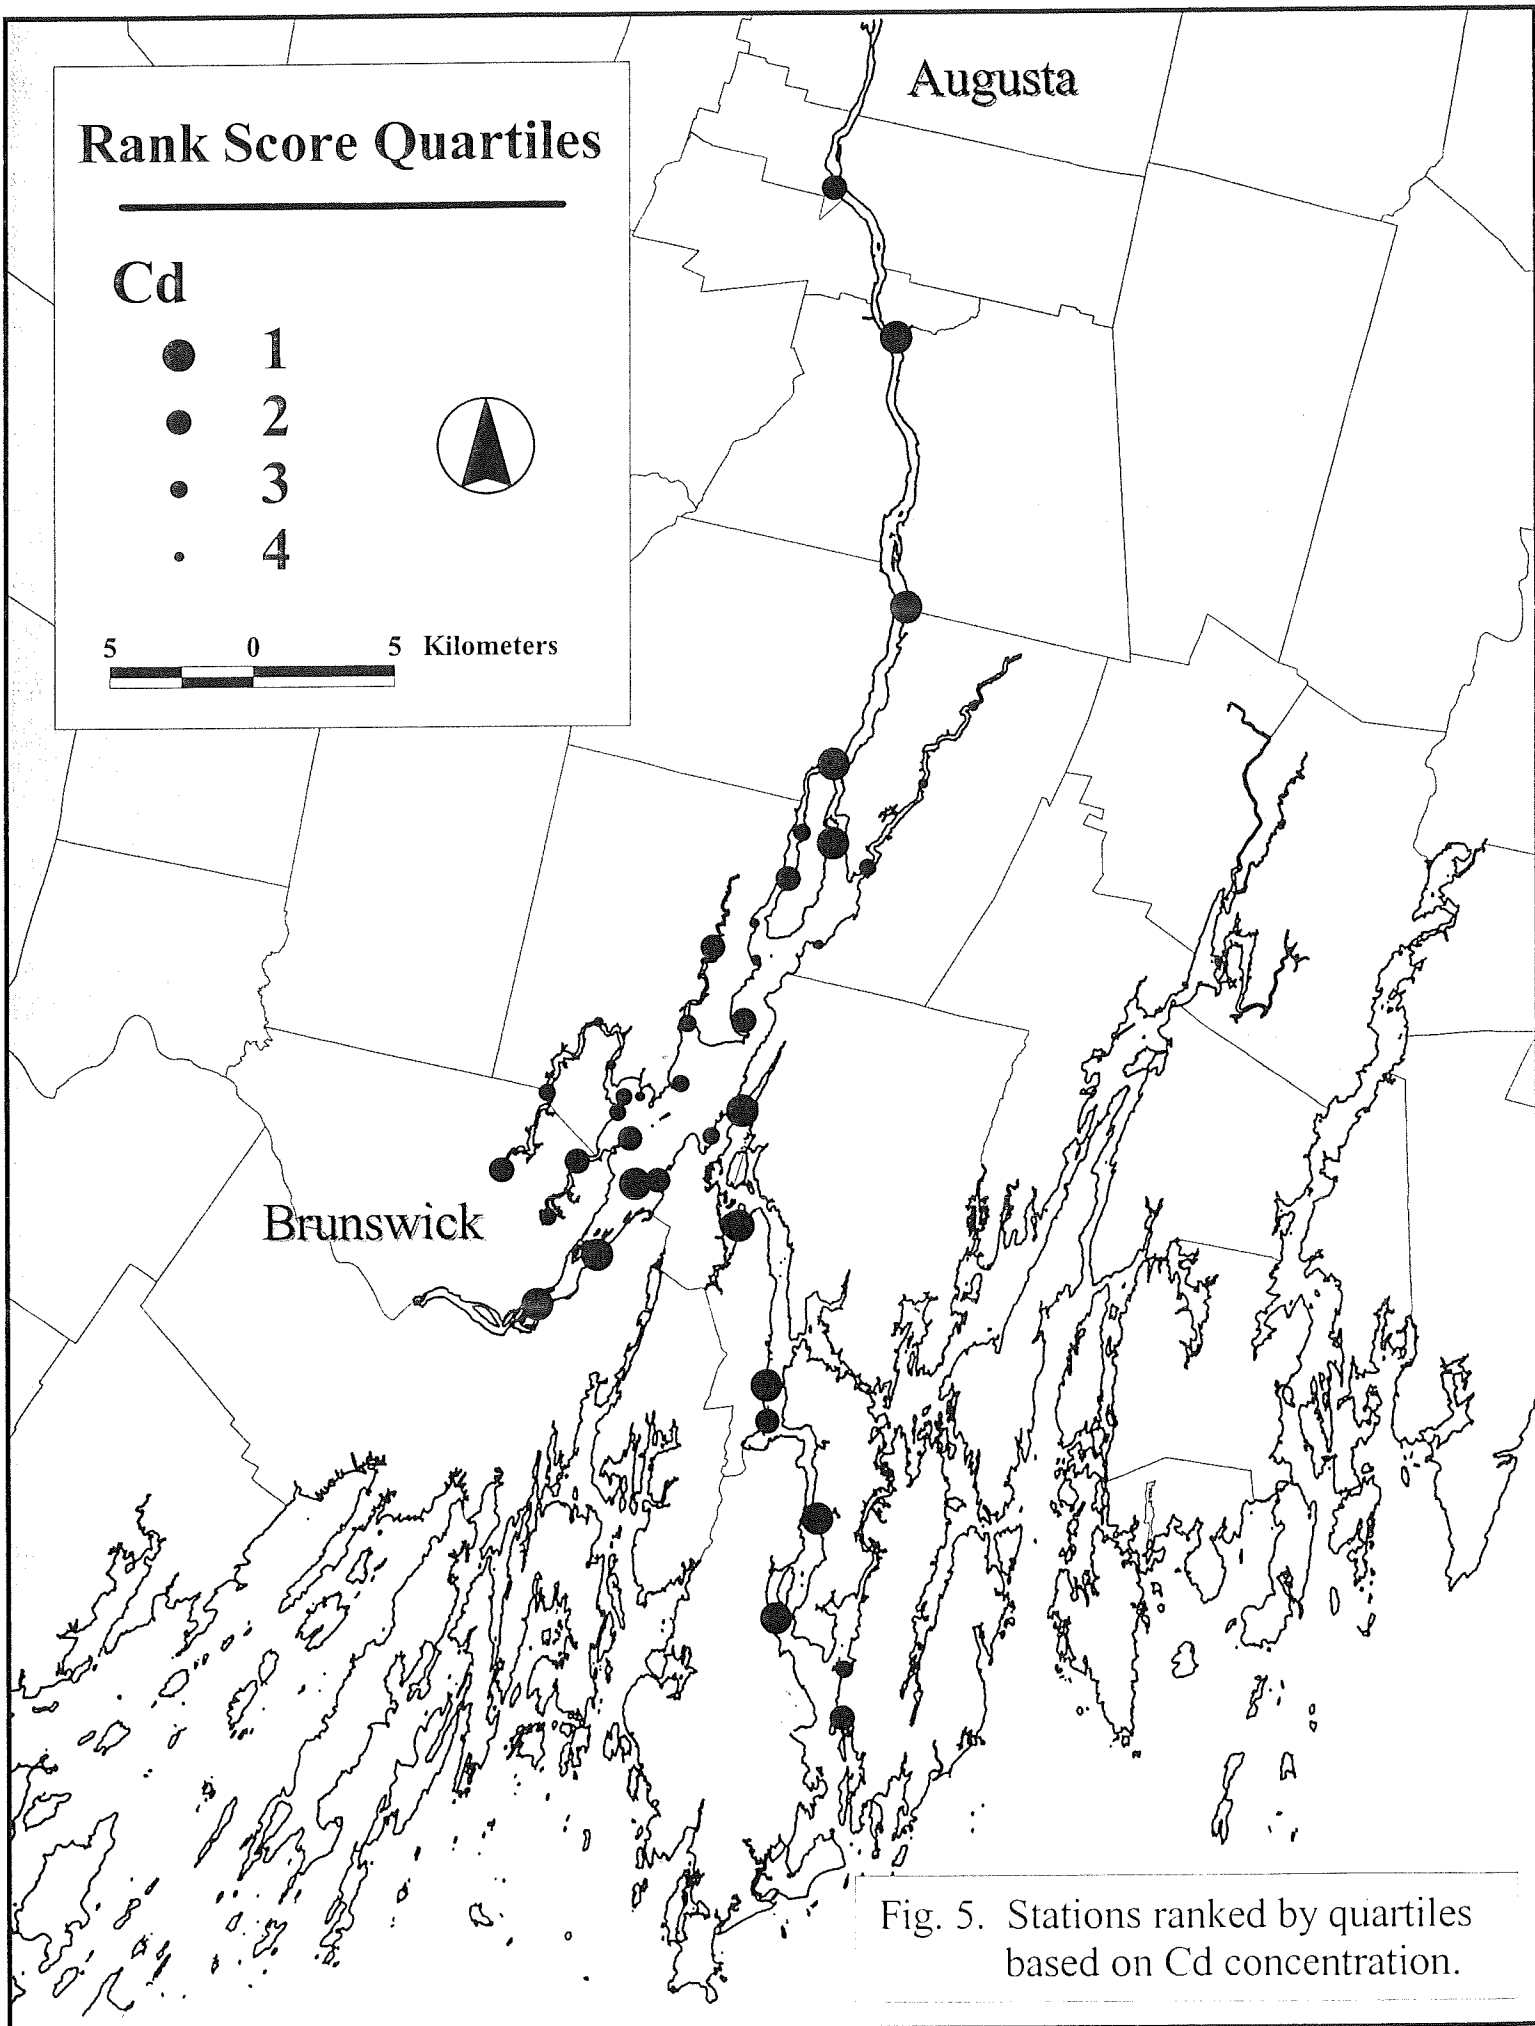 Augusta
Rank Score Quartiles
Cd
1
2
3
4
5 0 5 Kilometers
Brunswick
Fig. 5. Stations ranked by quartiles
based on Cd concentration.